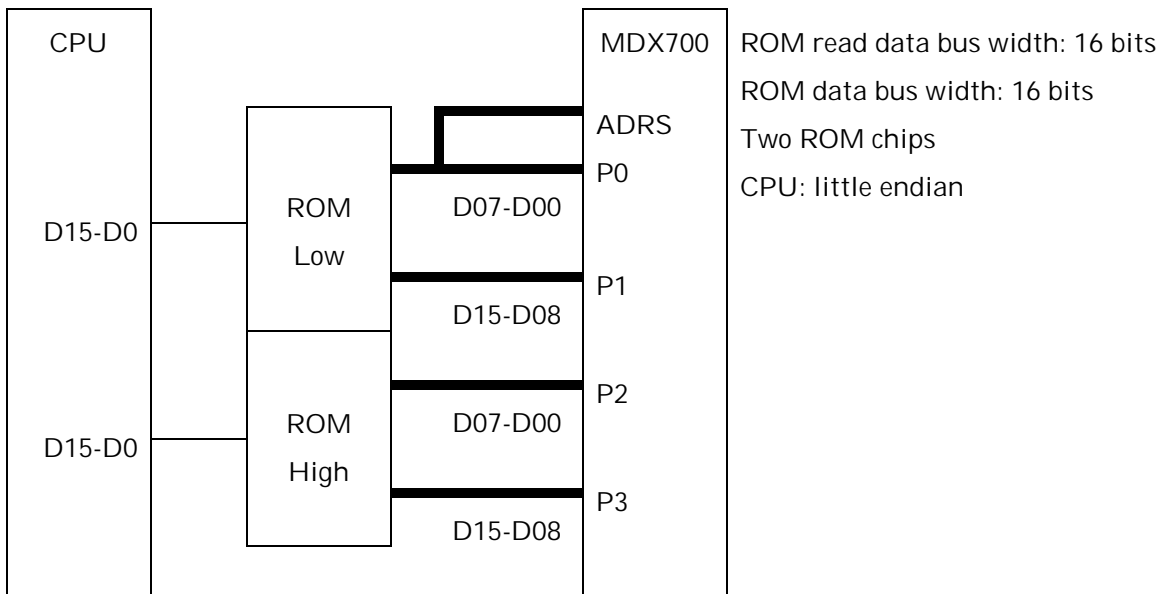 CPU
D15-D0
D15-D0
ROM
Low
ROM
High
D07-D00
D15-D08
D07-D00
D15-D08
MDX700
ADRS
P0
P1
P2
P3
ROM read data bus width: 16 bits
ROM data bus width: 16 bits
Two ROM chips
CPU: little endian